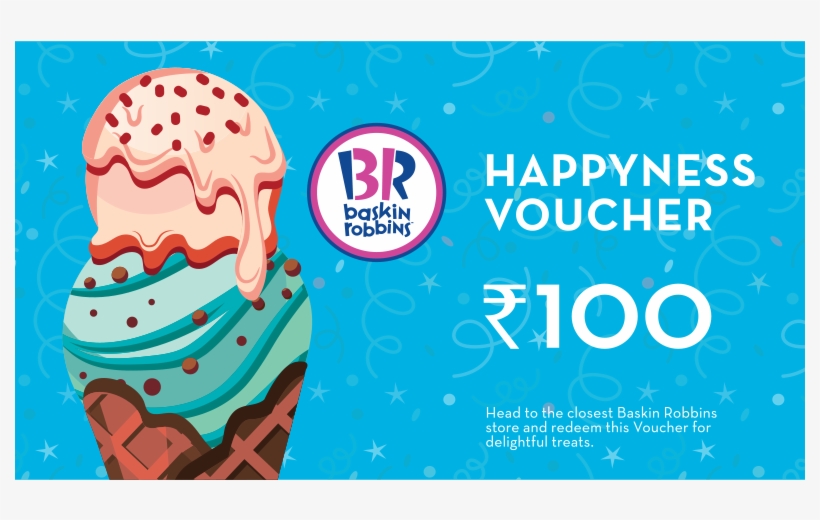 BR
baskin
robbins
HAPPYNESS
VOUCHER
₹100
Head to the closest Baskin Robbins
store and redeem this Voucher for
delightful treats.